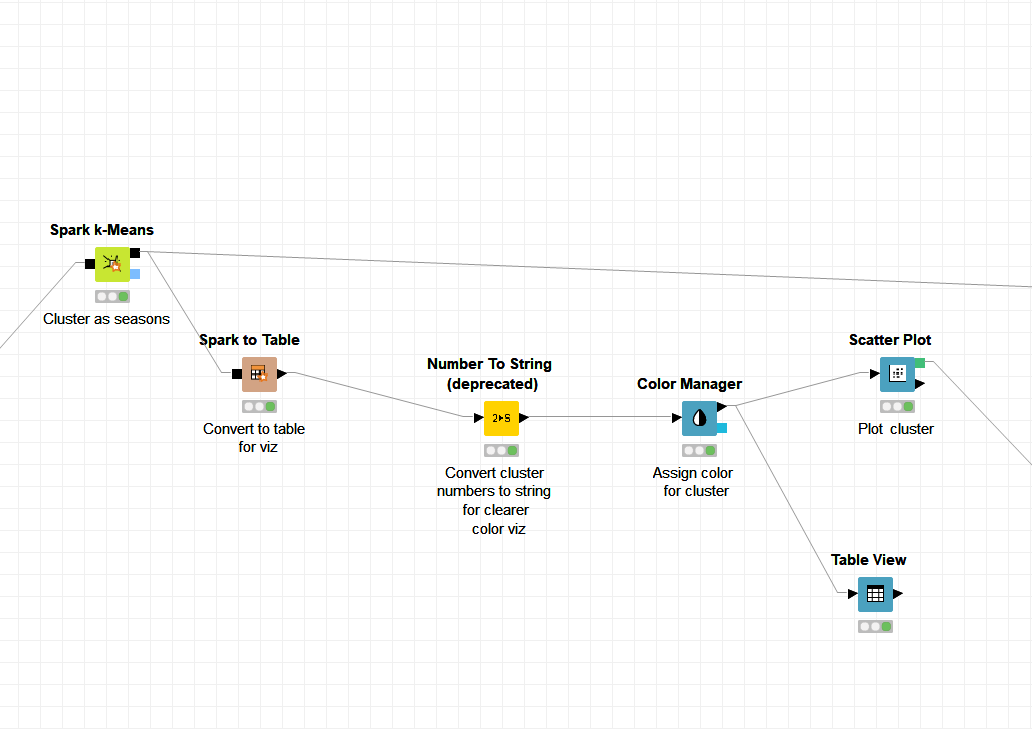 Spark k-Means
Cluster as seasons
Spark to Table
Convert to table
for viz
Number To String
(deprecated)
2▸S
Convert cluster
numbers to string
for clearer
color viz
Color Manager
Assign color
for cluster
Scatter Plot
Plot cluster
Table View